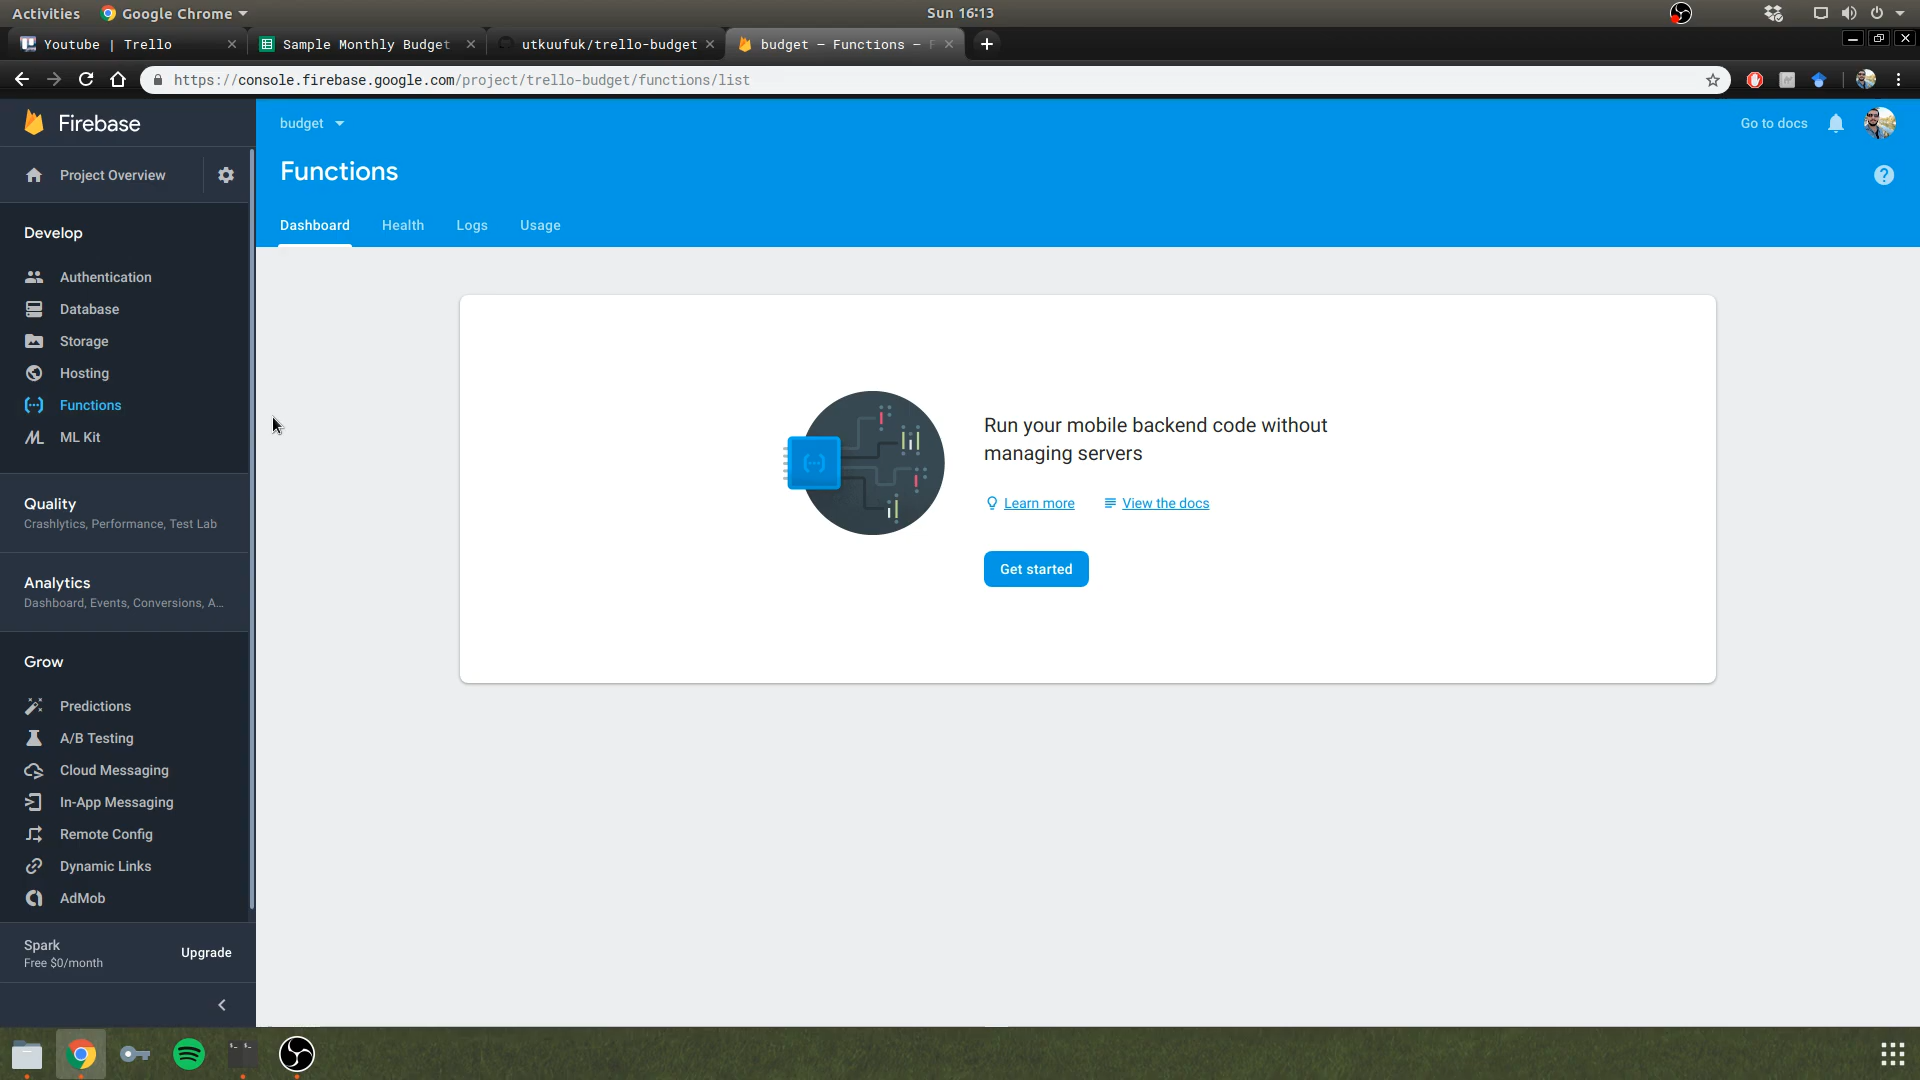 Activities
Google Chrome
Sun 16:13
Youtube | Trello
Sample Monthly Budget
utkuufuk/trello-budget
budget – Functions –
https://console.firebase.google.com/project/trello-budget/functions/list
Firebase
budget
Go to docs
Project Overview
Functions
Dashboard
Health
Logs
Usage
Develop
Authentication
Database
Storage
Hosting
Functions
ML Kit
Quality
Crashlytics, Performance, Test Lab
Analytics
Dashboard, Events, Conversions, A...
Grow
Predictions
A/B Testing
Cloud Messaging
In-App Messaging
Remote Config
Dynamic Links
AdMob
Spark
Free $0/month
Upgrade
Run your mobile backend code without
managing servers
Learn more
View the docs
Get started